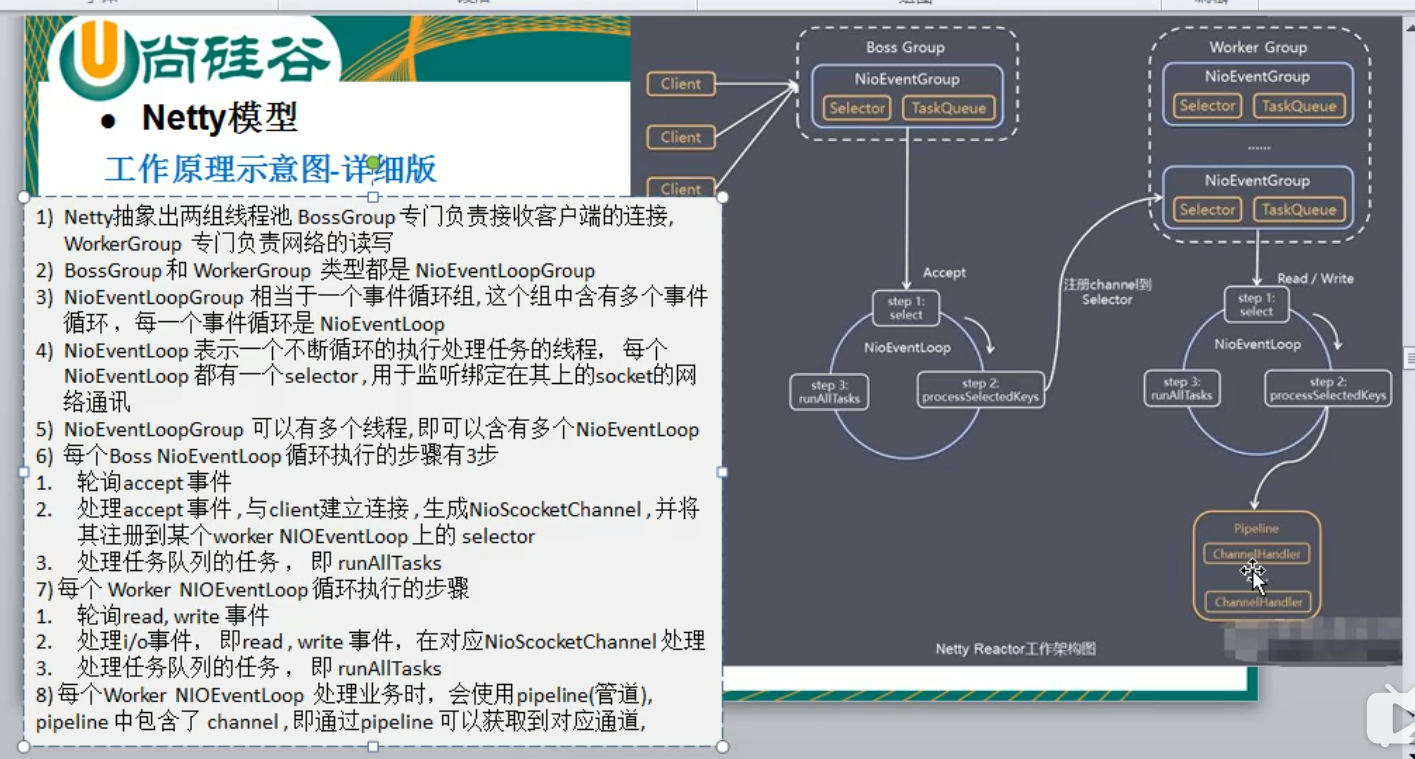 尚硅谷
● Netty模型
工作原理示意图-详细版
1) Netty抽象出两组线程池 BossGroup 专门负责接收客户端的连接,
WorkerGroup 专门负责网络的读写
2) BossGroup 和 WorkerGroup 类型都是 NioEventLoopGroup
3) NioEventLoopGroup 相当于一个事件循环组, 这个组中含有多个事件
循环 ，每一个事件循环是 NioEventLoop
4) NioEventLoop 表示一个不断循环的执行处理任务的线程， 每个
NioEventLoop 都有一个selector , 用于监听绑定在其上的socket的网
络通讯
5) NioEventLoopGroup 可以有多个线程, 即可以含有多个NioEventLoop
6) 每个Boss NioEventLoop 循环执行的步骤有3步
1. 轮询accept 事件
2. 处理accept 事件 , 与client建立连接 , 生成NioScocketChannel , 并将
其注册到某个worker NIOEventLoop 上的 selector
3. 处理任务队列的任务 ， 即 runAllTasks
7) 每个 Worker NIOEventLoop 循环执行的步骤
1. 轮询read, write 事件
2. 处理i/o事件， 即read , write 事件，在对应NioScocketChannel 处理
3. 处理任务队列的任务 ， 即 runAllTasks
8) 每个Worker NIOEventLoop 处理业务时，会使用pipeline(管道),
pipeline 中包含了 channel , 即通过pipeline 可以获取到对应通道,
Client
Client
Client
Boss Group
NioEventGroup
Selector TaskQueue
Accept
step 1:
select
NioEventLoop
step 2:
processSelectedKeys
step 3:
runAllTasks
注册channel到
Selector
Worker Group
NioEventGroup
Selector TaskQueue
......
NioEventGroup
Selector TaskQueue
Read / Write
step 1:
select
NioEventLoop
step 2:
processSelectedKeys
step 3:
runAllTasks
Pipeline
ChannelHandler
ChannelHandler
Netty Reactor工作架构图